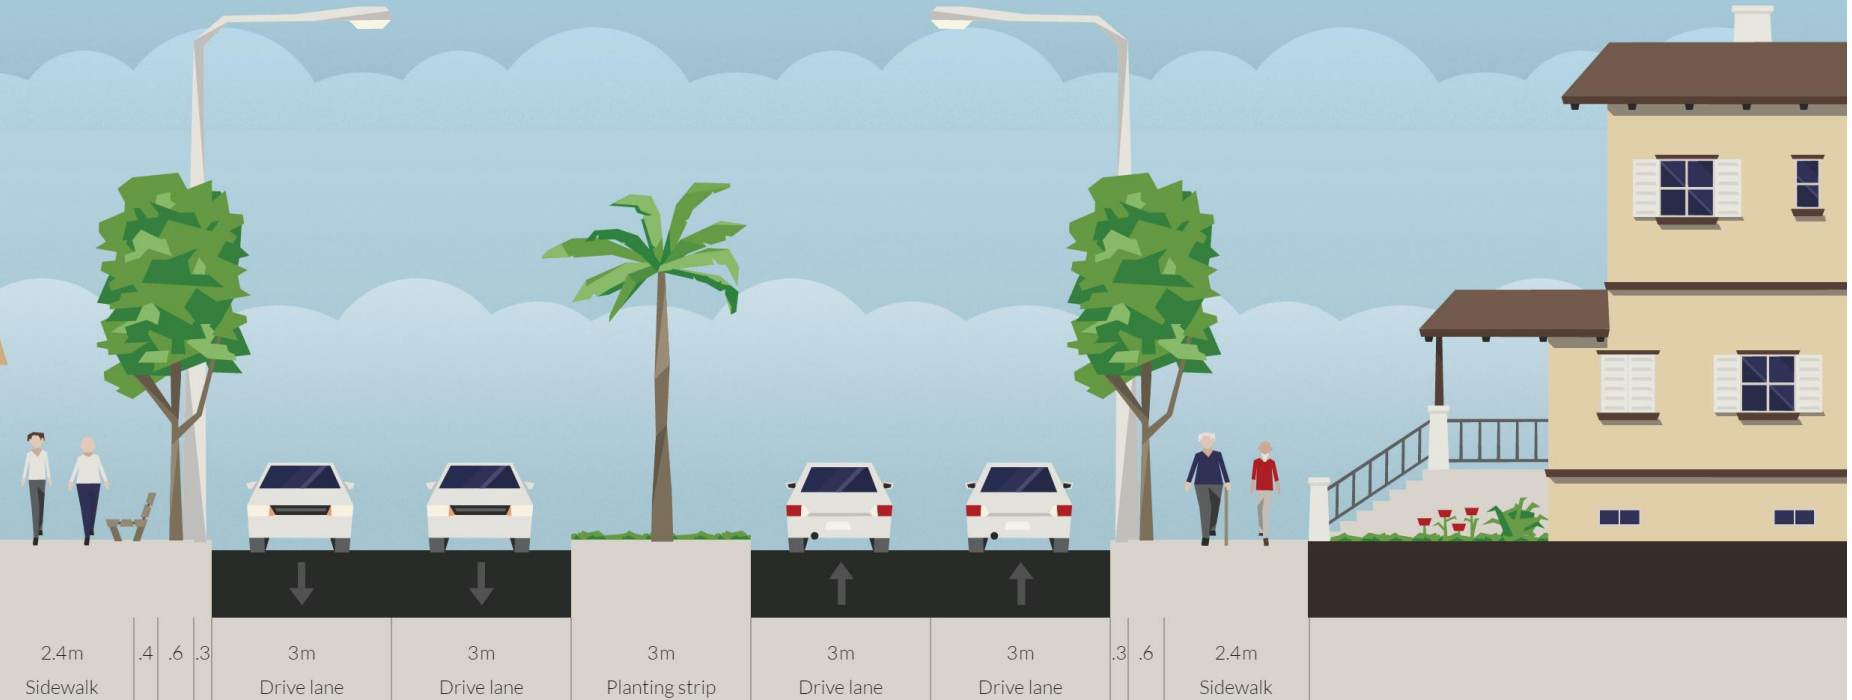 2.4m .4 .6 .3 3m 3m 3m 3m 3m .3 .6 2.4m
Sidewalk Drive lane Drive lane Planting strip Drive lane Drive lane Sidewalk